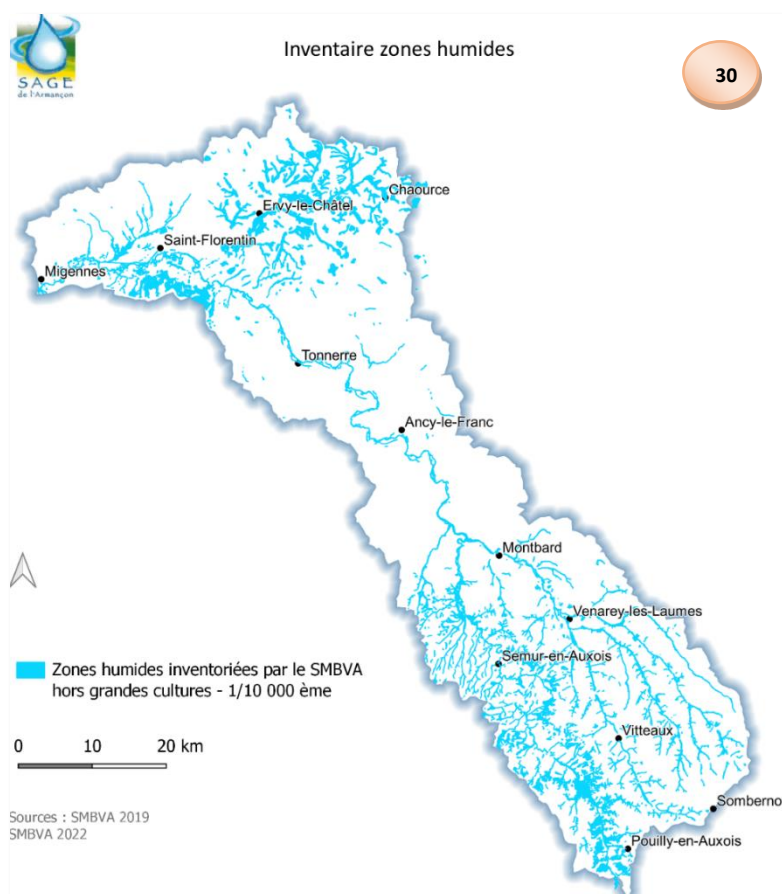 SAGE
de l'Armançon
Inventaire zones humides
30
Chaource
Ervy-le-Châtel
Saint-Florentin
Migennes
Tonnerre
Ancy-le-Franc
Montbard
Venarey-les-Laumes
Semur-en-Auxois
Zones humides inventoriées par le SMBVA
hors grandes cultures - 1/10 000 ème
Vitteaux
0 10 20 km
Somberno
Sources : SMBVA 2019
SMBVA 2022
Pouilly-en-Auxois